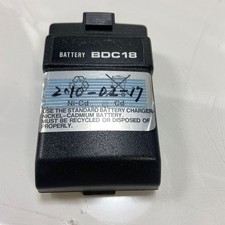 BATTERY BDC18
2010-02-17
Ni-Cd Cd
USE THE STANDARD BATTERY CHARGER
NICKEL-CADMIUM BATTERY.
MUST BE RECYCLED OR DISPOSED OF
PROPERLY.